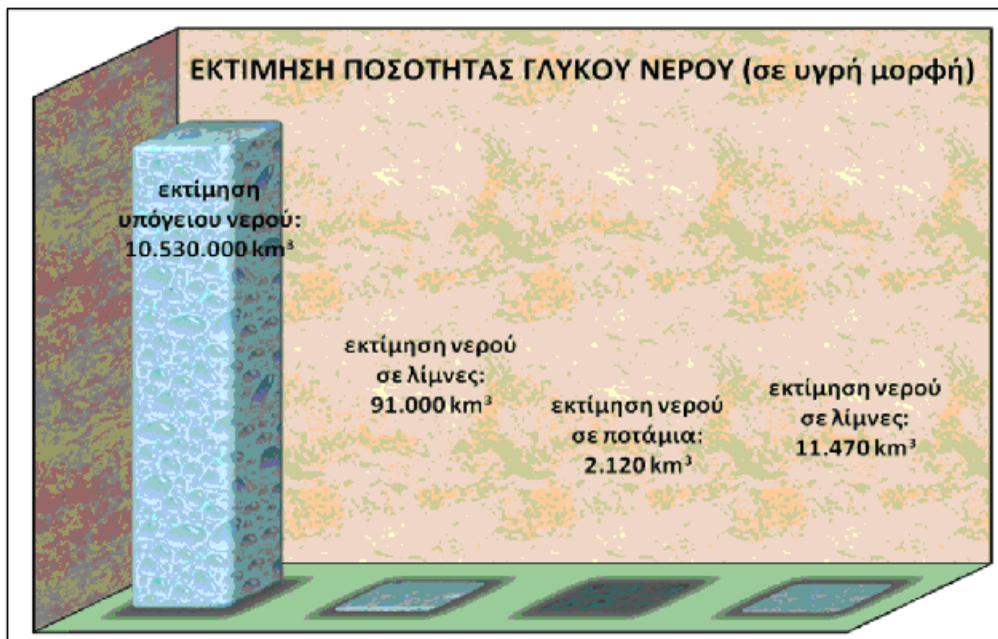 ΕΚΤΙΜΗΣΗ ΠΟΣΟΤΗΤΑΣ ΓΛΥΚΟΥ ΝΕΡΟΥ (σε υγρή μορφή)
εκτίμηση
υπόγειου νερού:
10.530.000 km³
εκτίμηση νερού
σε λίμνες:
91.000 km³
εκτίμηση νερού
σε ποτάμια:
2.120 km³
εκτίμηση νερού
σε λίμνες:
11.470 km³